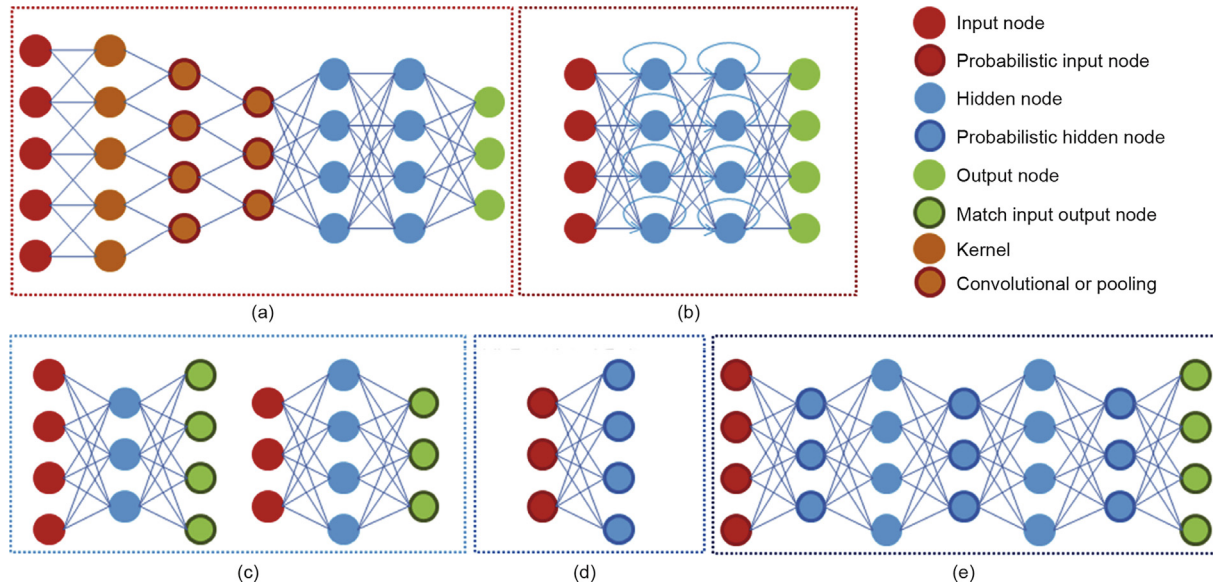 Input node
Probabilistic input node
Hidden node
Probabilistic hidden node
Output node
Match input output node
Kernel
Convolutional or pooling
(a)
(b)
(c)
(d)
(e)